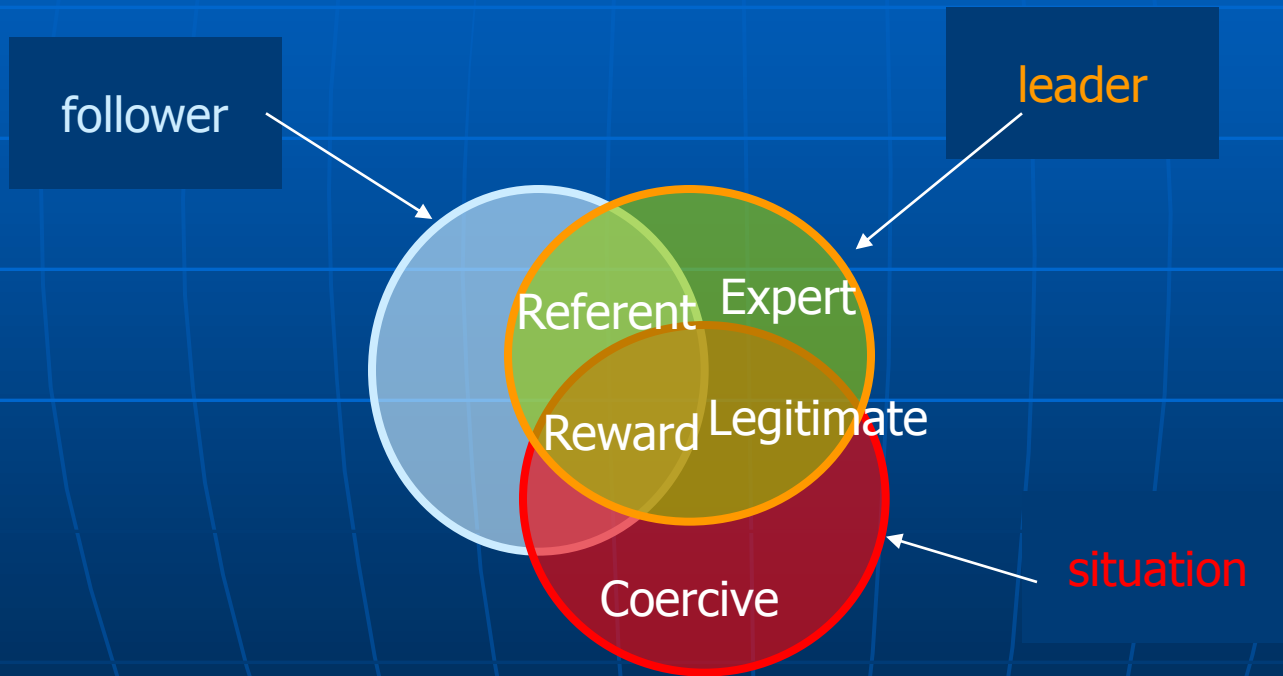 follower
leader
Referent
Expert
Reward
Legitimate
Coercive
situation